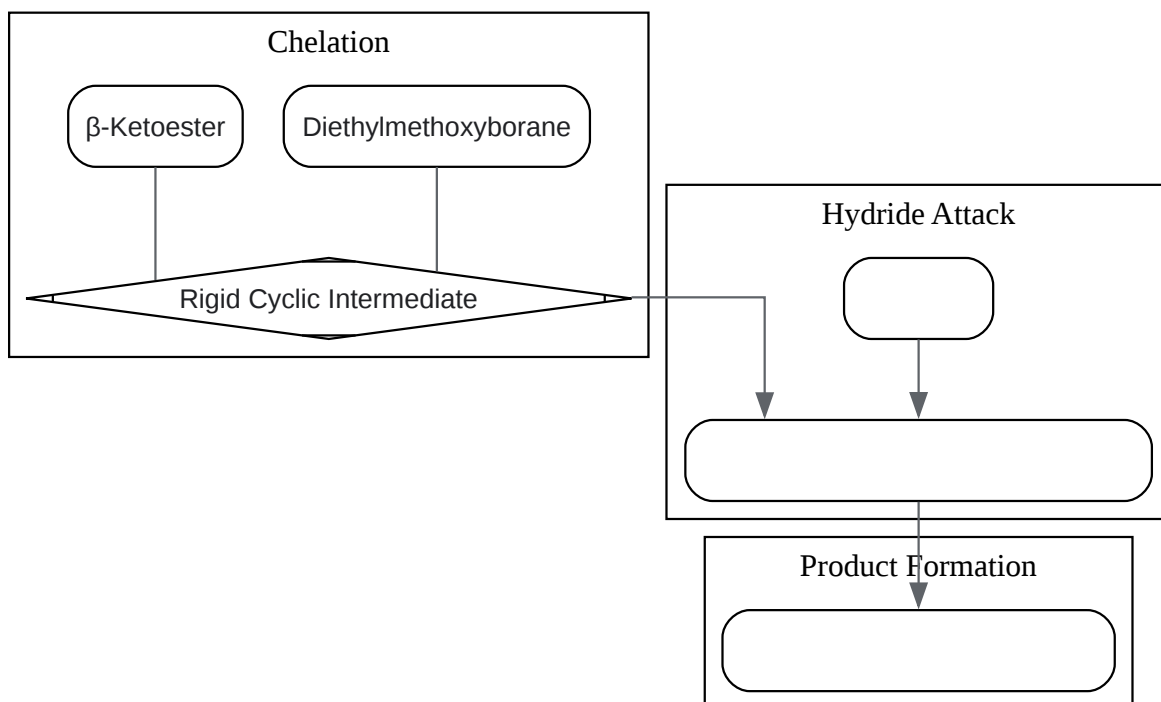 Chelation
β-Ketoester
Diethylmethoxyborane
Rigid Cyclic Intermediate
Hydride Attack
Product Formation